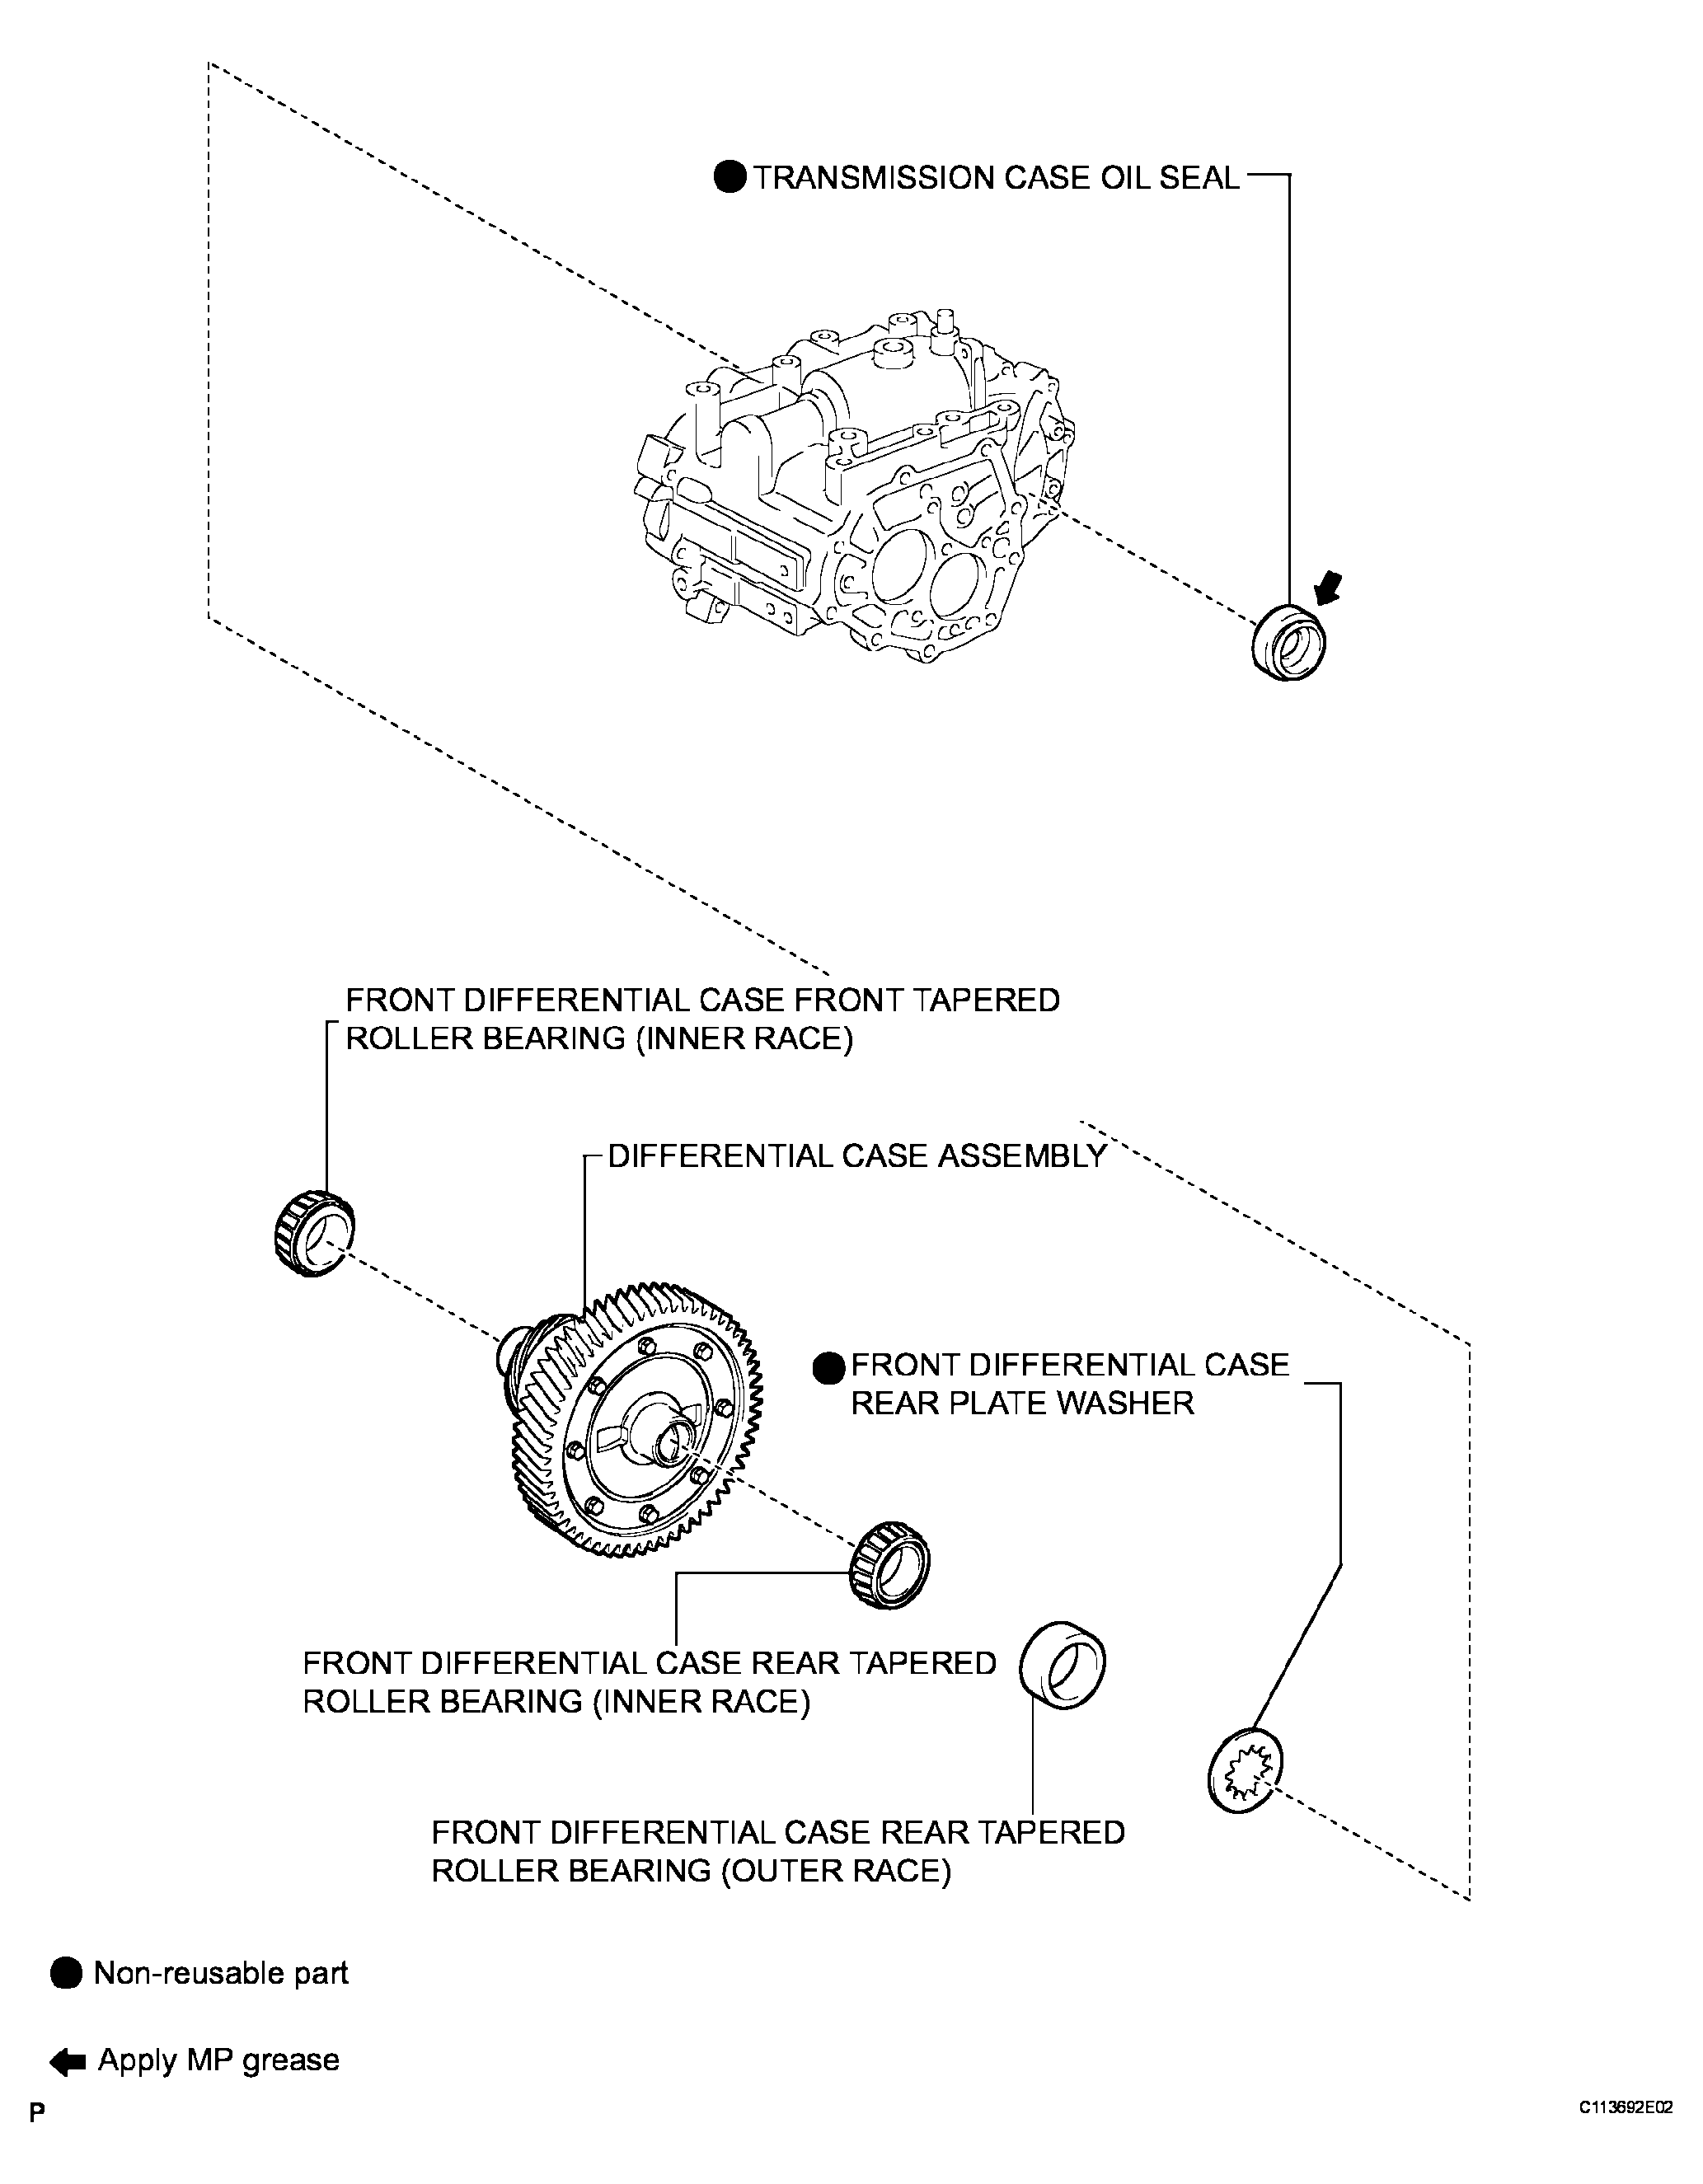 TRANSMISSION CASE OIL SEAL
FRONT DIFFERENTIAL CASE FRONT TAPERED
ROLLER BEARING (INNER RACE)
DIFFERENTIAL CASE ASSEMBLY
FRONT DIFFERENTIAL CASE
REAR PLATE WASHER
FRONT DIFFERENTIAL CASE REAR TAPERED
ROLLER BEARING (INNER RACE)
FRONT DIFFERENTIAL CASE REAR TAPERED
ROLLER BEARING (OUTER RACE)
Non-reusable part
Apply MP grease
P
C113692E02